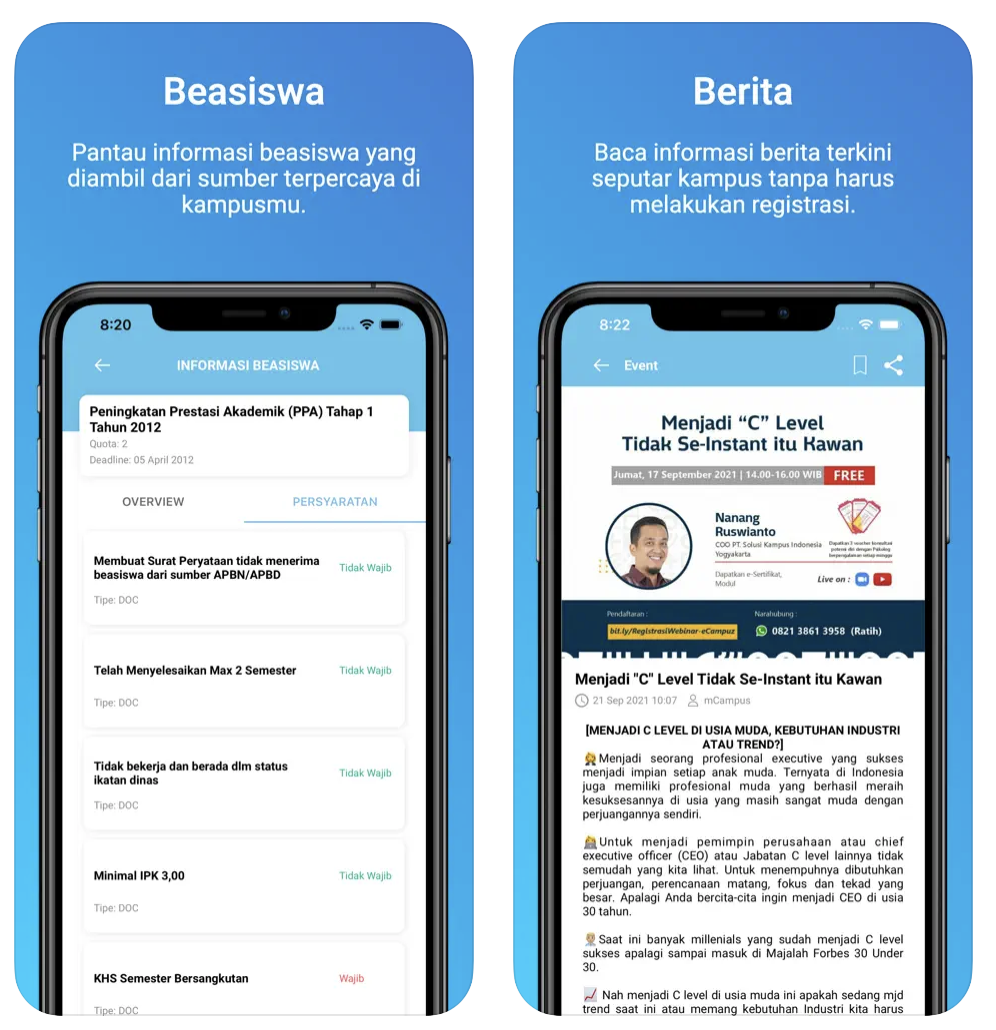 Beasiswa
Pantau informasi beasiswa yang
diambil dari sumber terpercaya di
kampusmu.
8:20
INFORMASI BEASISWA
Peningkatan Prestasi Akademik (PPA) Tahap 1
Tahun 2012
Quota: 2
Deadline: 05 April 2012
OVERVIEW
PERSYARATAN
Membuat Surat Peryataan tidak menerima
beasiswa dari sumber APBN/APBD
Tidak Wajib
Tipe: DOC
Telah Menyelesaikan Max 2 Semester
Tidak Wajib
Tipe: DOC
Tidak bekerja dan berada dlm status
ikatan dinas
Tidak Wajib
Tipe: DOC
Minimal IPK 3,00
Tidak Wajib
Tipe: DOC
KHS Semester Bersangkutan
Wajib
Tipe: DOC
Berita
Baca informasi berita terkini
seputar kampus tanpa harus
melakukan registrasi.
8:22
Event
Menjadi “C” Level
Tidak Se-Instant itu Kawan
Jumat, 17 September 2021 | 14.00-16.00 WIB
FREE
Nanang
Ruswianto
COO PT. Solusi Kampus Indonesia
Yogyakarta
Dapatkan 3 voucher konsultasi
potensi diri dengan Psikolog
berpengalaman setiap minggu
Dapatkan e-Sertifikat,
Modul
Live on :
Pendaftaran :
bit.ly/RegistrasiWebinar-eCampuz
Narahubung :
0821 3861 3958 (Ratih)
Menjadi "C" Level Tidak Se-Instant itu Kawan
21 Sep 2021 10:07
mCampus
[MENJADI C LEVEL DI USIA MUDA, KEBUTUHAN INDUSTRI
ATAU TREND?]
Menjadi seorang profesional executive yang sukses
menjadi impian setiap anak muda. Ternyata di Indonesia
juga memiliki profesional muda yang berhasil meraih
kesuksesannya di usia yang masih sangat muda dengan
perjuangannya sendiri.
Untuk menjadi pemimpin perusahaan atau chief
executive officer (CEO) atau Jabatan C level lainnya tidak
semudah yang kita lihat. Untuk menempuhnya dibutuhkan
perjuangan, perencanaan matang, fokus dan tekad yang
besar. Apalagi Anda bercita-cita ingin menjadi CEO di usia
30 tahun.
Saat ini banyak millenials yang sudah menjadi C level
sukses apalagi sampai masuk di Majalah Forbes 30 Under
30.
Nah menjadi C level di usia muda ini apakah sedang mjd
trend saat ini atau memang kebutuhan Industri kita harus